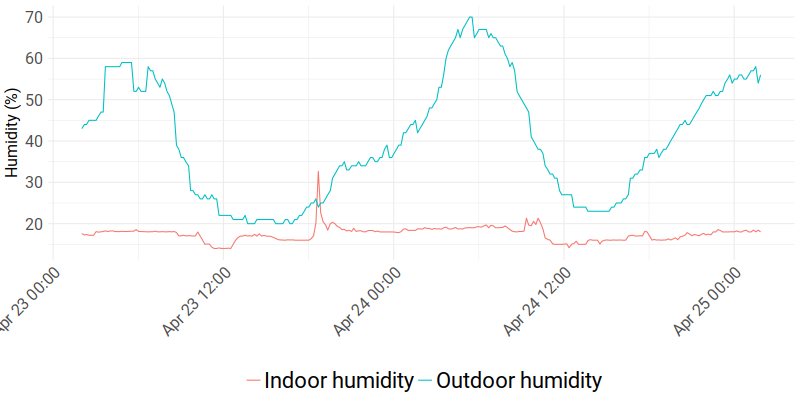 Humidity (%)
70
60
50
40
30
20
Apr 23 00:00
Apr 23 12:00
Apr 24 00:00
Apr 24 12:00
Apr 25 00:00
Indoor humidity
Outdoor humidity